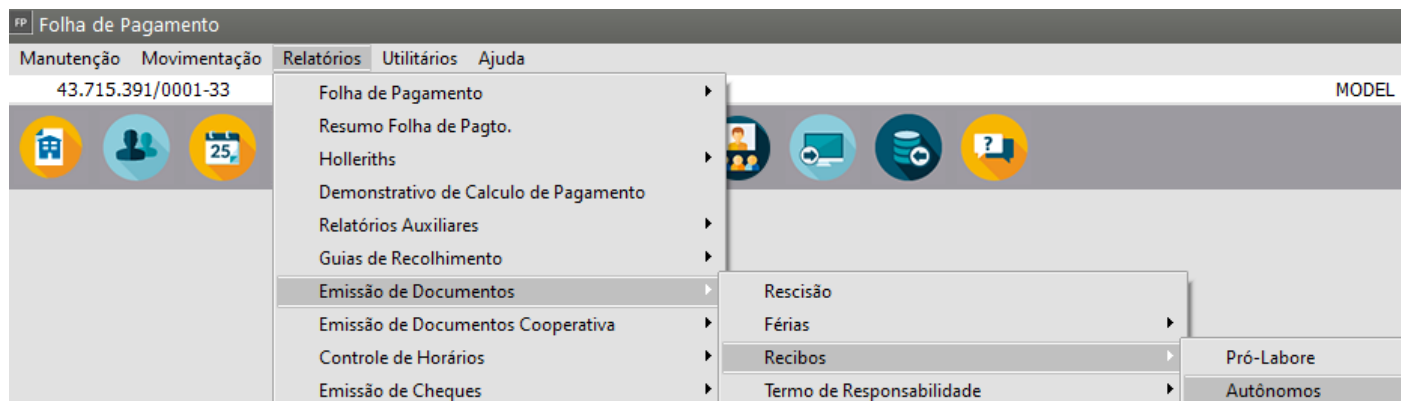 FP Folha de Pagamento
Manutenção Movimentação Relatórios Utilitários Ajuda
43.715.391/0001-33 MODEL
25
?
Folha de Pagamento
Resumo Folha de Pagto.
Holleriths
Demonstrativo de Calculo de Pagamento
Relatórios Auxiliares
Guias de Recolhimento
Emissão de Documentos
Emissão de Documentos Cooperativa
Controle de Horários
Emissão de Cheques
Rescisão
Férias
Recibos
Termo de Responsabilidade
Pró-Labore
Autônomos